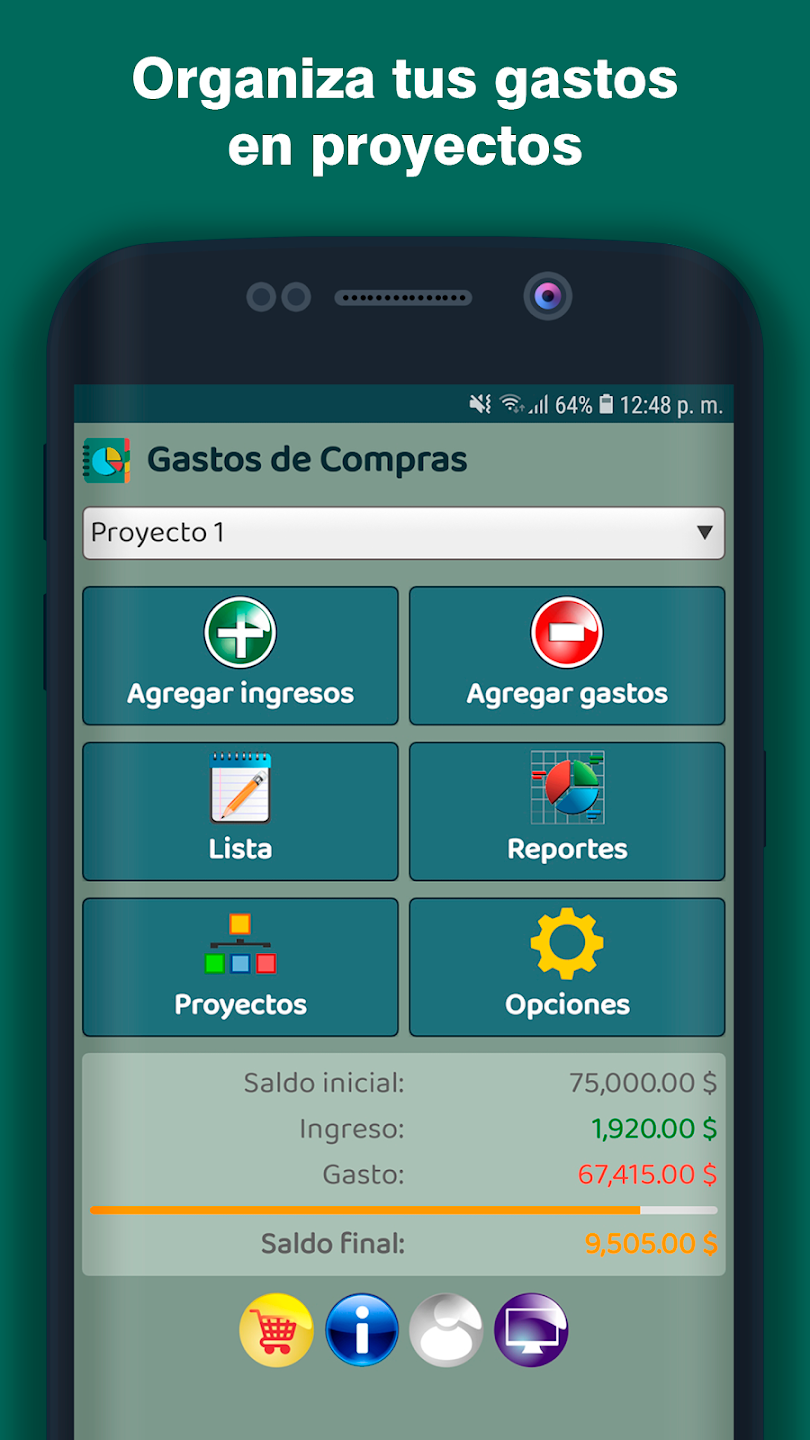 Organiza tus gastos
en proyectos
64% 12:48 p. m.
Gastos de Compras
Proyecto 1
Agregar ingresos
Agregar gastos
Lista
Reportes
Proyectos
Opciones
Saldo inicial: 75,000.00 $
Ingreso: 1,920.00 $
Gasto: 67,415.00 $
Saldo final: 9,505.00 $